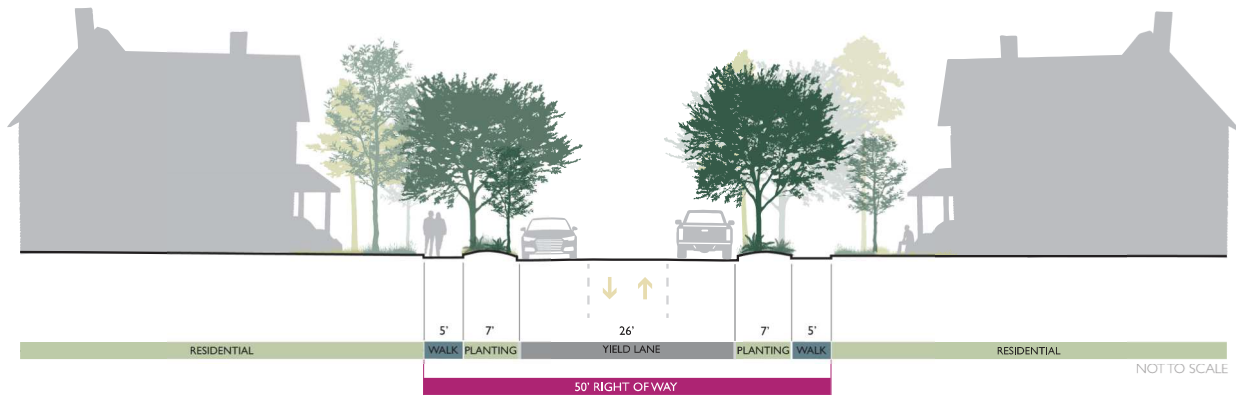 5' 7' 26' 7' 5'
RESIDENTIAL WALK PLANTING YIELD LANE PLANTING WALK RESIDENTIAL
NOT TO SCALE
50' RIGHT OF WAY